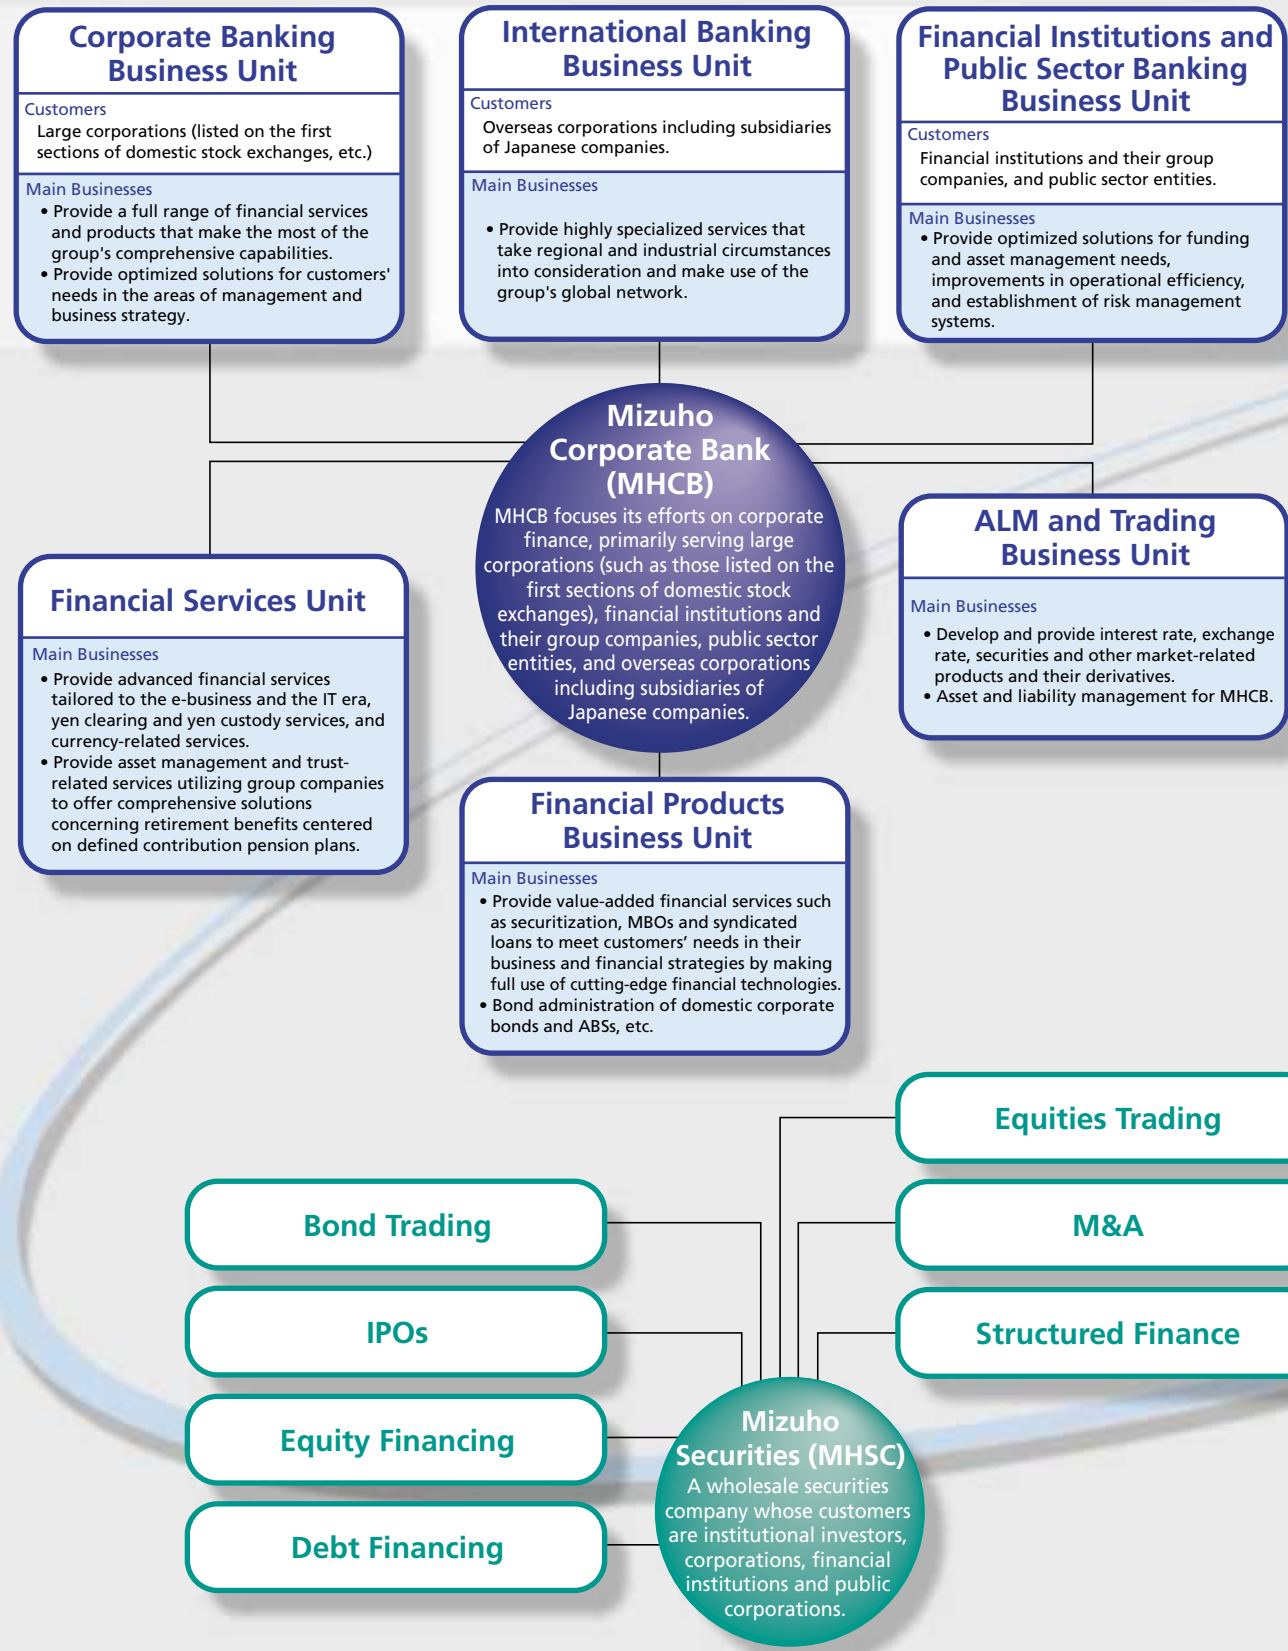 Corporate Banking
Business Unit
Customers
Large corporations (listed on the first
sections of domestic stock exchanges, etc.)
Main Businesses
• Provide a full range of financial services
and products that make the most of the
group's comprehensive capabilities.
• Provide optimized solutions for customers'
needs in the areas of management and
business strategy.
International Banking
Business Unit
Customers
Overseas corporations including subsidiaries
of Japanese companies.
Main Businesses
• Provide highly specialized services that
take regional and industrial circumstances
into consideration and make use of the
group's global network.
Financial Institutions and
Public Sector Banking
Business Unit
Customers
Financial institutions and their group
companies, and public sector entities.
Main Businesses
• Provide optimized solutions for funding
and asset management needs,
improvements in operational efficiency,
and establishment of risk management
systems.
Mizuho
Corporate Bank
(MHCB)
MHCB focuses its efforts on corporate
finance, primarily serving large
corporations (such as those listed on the
first sections of domestic stock
exchanges), financial institutions and
their group companies, public sector
entities, and overseas corporations
including subsidiaries of
Japanese companies.
Financial Services Unit
Main Businesses
• Provide advanced financial services
tailored to the e-business and the IT era,
yen clearing and yen custody services, and
currency-related services.
• Provide asset management and trust-
related services utilizing group companies
to offer comprehensive solutions
concerning retirement benefits centered
on defined contribution pension plans.
ALM and Trading
Business Unit
Main Businesses
• Develop and provide interest rate, exchange
rate, securities and other market-related
products and their derivatives.
• Asset and liability management for MHCB.
Financial Products
Business Unit
Main Businesses
• Provide value-added financial services such
as securitization, MBOs and syndicated
loans to meet customers’ needs in their
business and financial strategies by making
full use of cutting-edge financial technologies.
• Bond administration of domestic corporate
bonds and ABSs, etc.
Equities Trading
Bond Trading
M&A
IPOs
Structured Finance
Equity Financing
Debt Financing
Mizuho
Securities (MHSC)
A wholesale securities
company whose customers
are institutional investors,
corporations, financial
institutions and public
corporations.